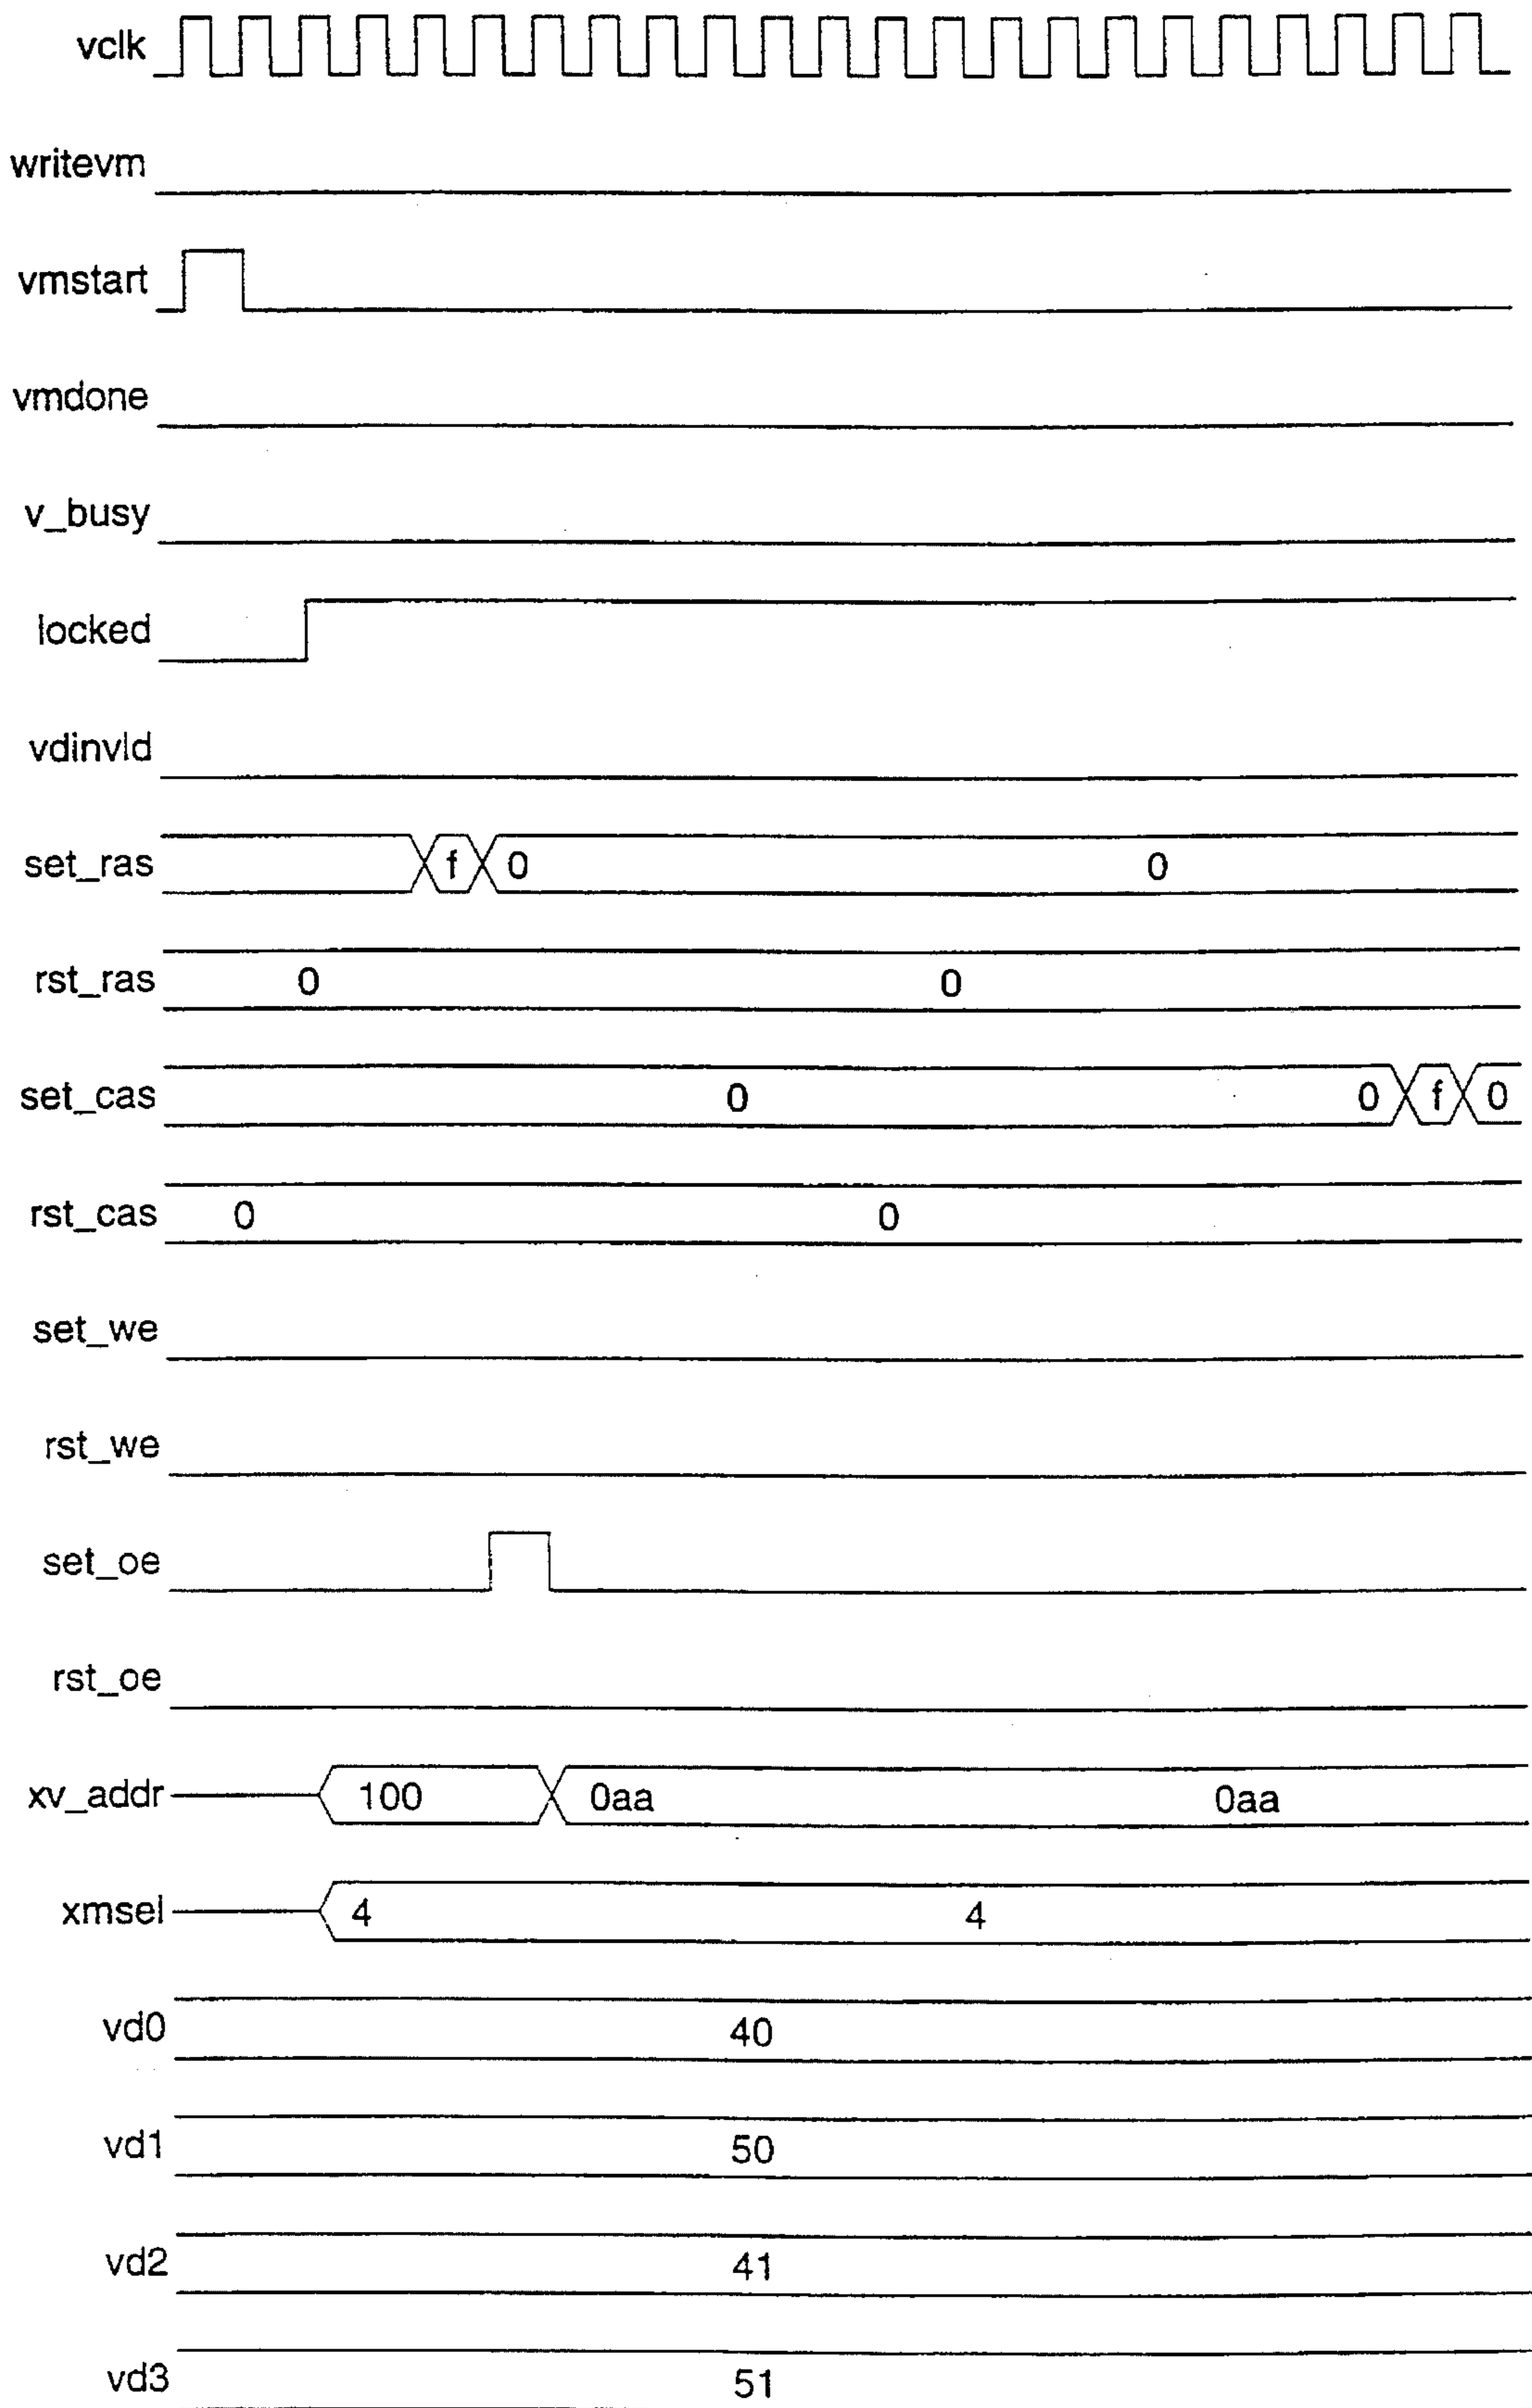 vclk
writevm
vmstart
vmdone
v_busy
locked
vdinvld
set_ras f 0 0
rst_ras 0 0
set_cas 0 0 f 0
rst_cas 0 0
set_we
rst_we
set_oe
rst_oe
xv_addr 100 0aa 0aa
xmsel 4 4
vd0 40
vd1 50
vd2 41
vd3 51